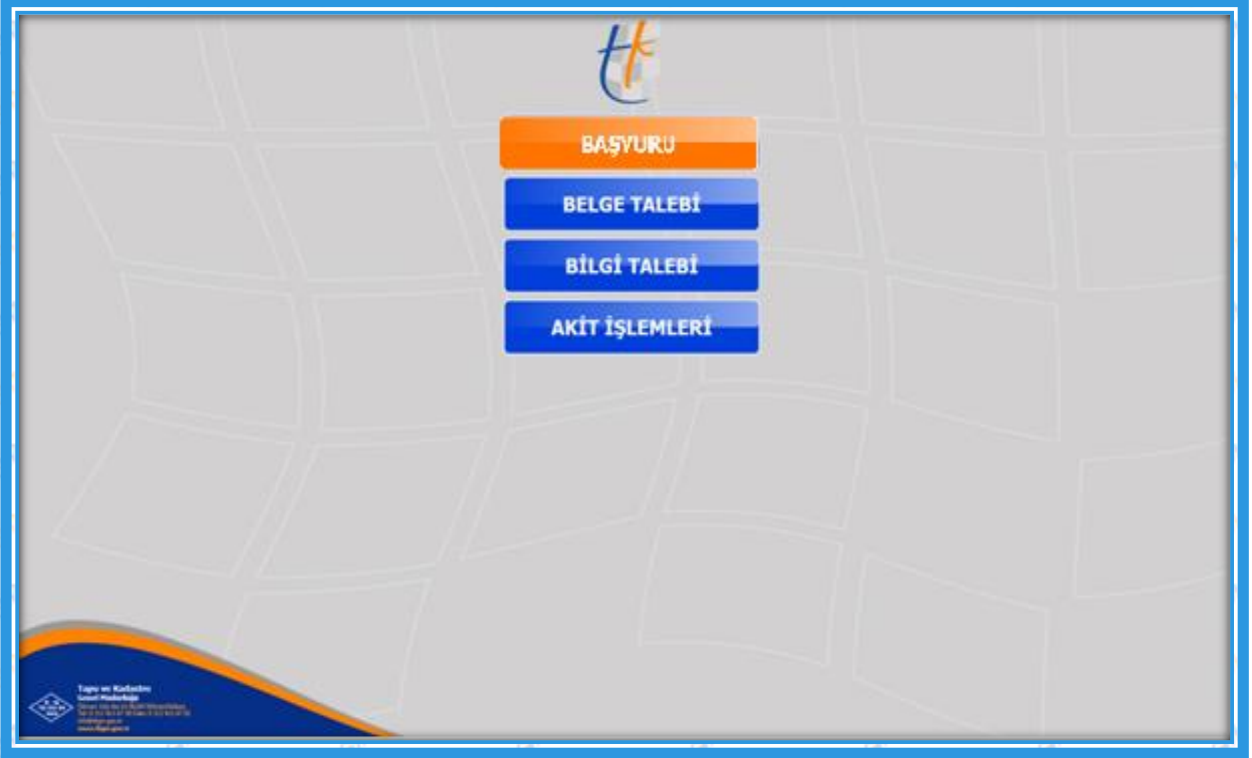 BAŞVURU
BELGE TALEBİ
BİLGİ TALEBİ
AKİT İŞLEMLERİ
Tapu ve Kadastro
Genel Müdürlüğü